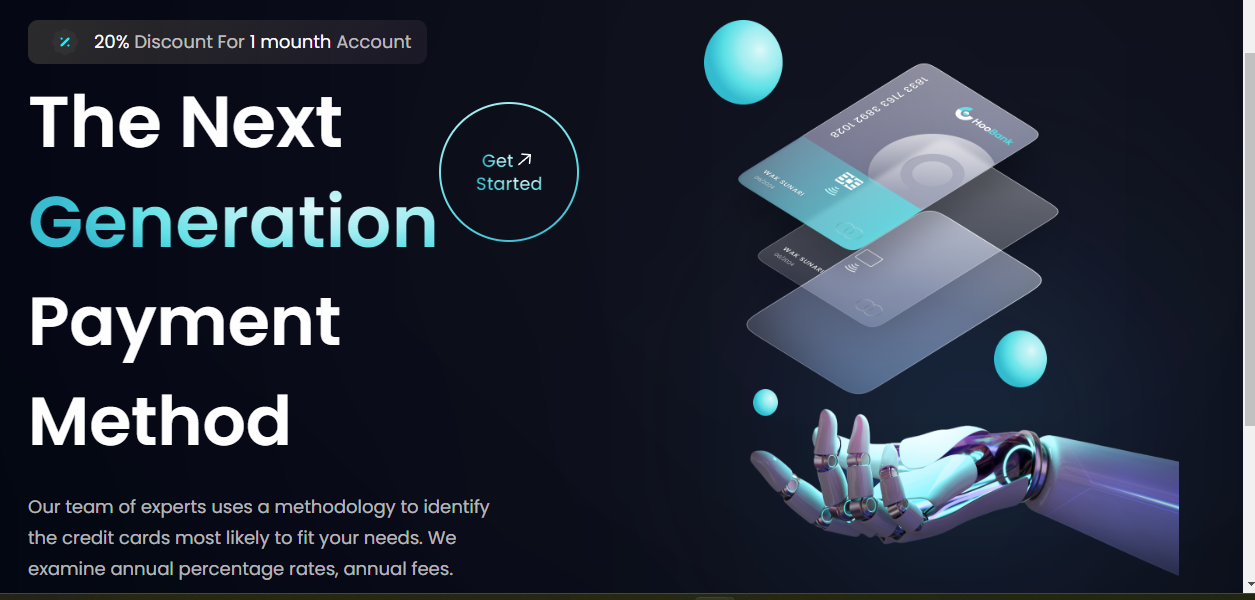 20% Discount For 1 mounth Account
The Next
Generation
Payment
Method
Get
Started
Our team of experts uses a methodology to identify
the credit cards most likely to fit your needs. We
examine annual percentage rates, annual fees.
1833 7163 3892 1028
HooBank
WAK SUNARI
06/2024
WAK SUNARI
06/2024